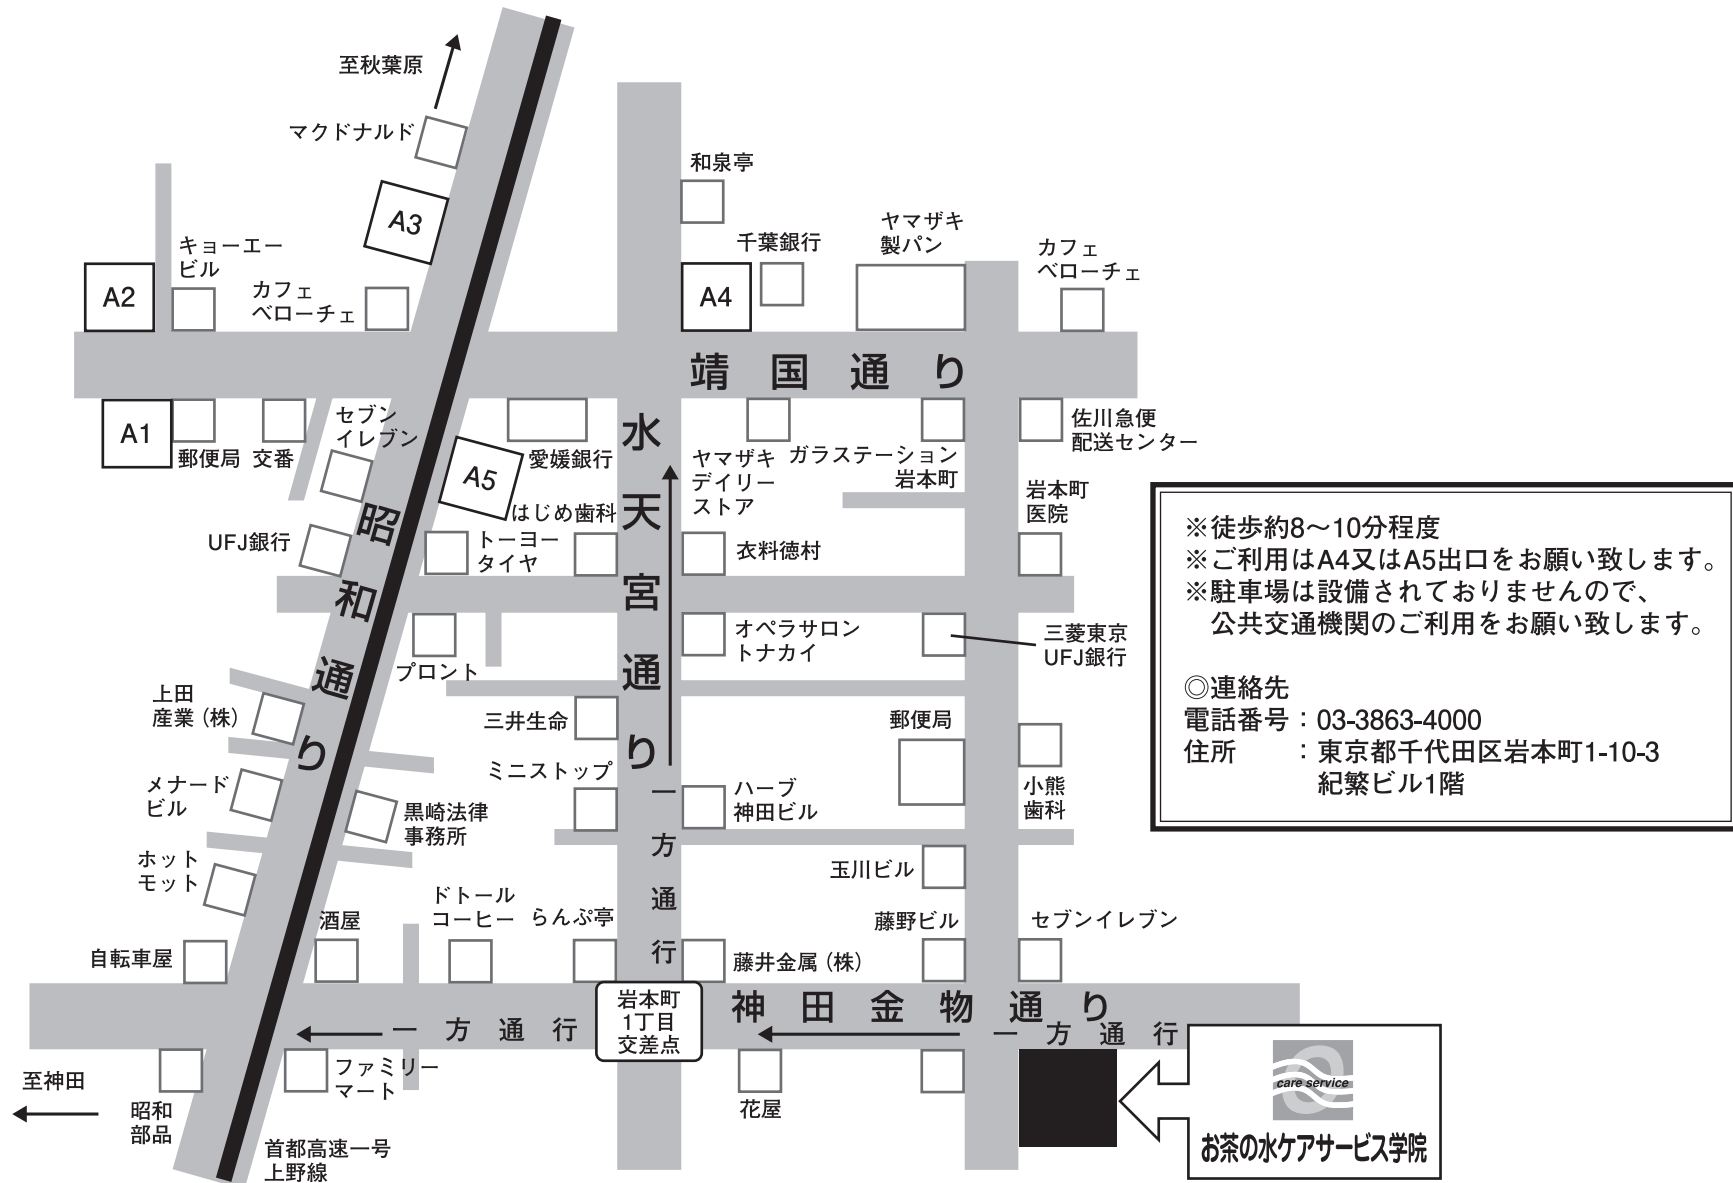 至秋葉原
マクドナルド
A3
和泉亭
千葉銀行
ヤマザキ
製パン
カフェ
ベローチェ
A2
キョーエー
ビル
カフェ
ベローチェ
A4
靖国通り
A1
郵便局
交番
セブン
イレブン
A5
愛媛銀行
水天宮通り
ヤマザキ
デイリー
ストア
ガラステーション
岩本町
佐川急便
配送センター
岩本町
医院
昭和通り
UFJ銀行
トーヨー
タイヤ
はじめ歯科
衣料徳村
プロント
オペラサロン
トナカイ
三菱東京
UFJ銀行
上田
産業(株)
三井生命
郵便局
メナード
ビル
黒崎法律
事務所
ミニストップ
ハーブ
神田ビル
小熊
歯科
一方通行
ホット
モット
玉川ビル
自転車屋
酒屋
ドトール
コーヒー
らんぷ亭
藤井金属(株)
藤野ビル
セブンイレブン
神田金物通り
一方通行
岩本町
1丁目
交差点
一方通行
至神田
昭和
部品
ファミリー
マート
花屋
首都高速一号
上野線
care service
お茶の水ケアサービス学院
※徒歩約8〜10分程度
※ご利用はA4又はA5出口をお願い致します。
※駐車場は設備されておりませんので、
公共交通機関のご利用をお願い致します。
◎連絡先
電話番号：03-3863-4000
住所　　：東京都千代田区岩本町1-10-3
紀繁ビル1階